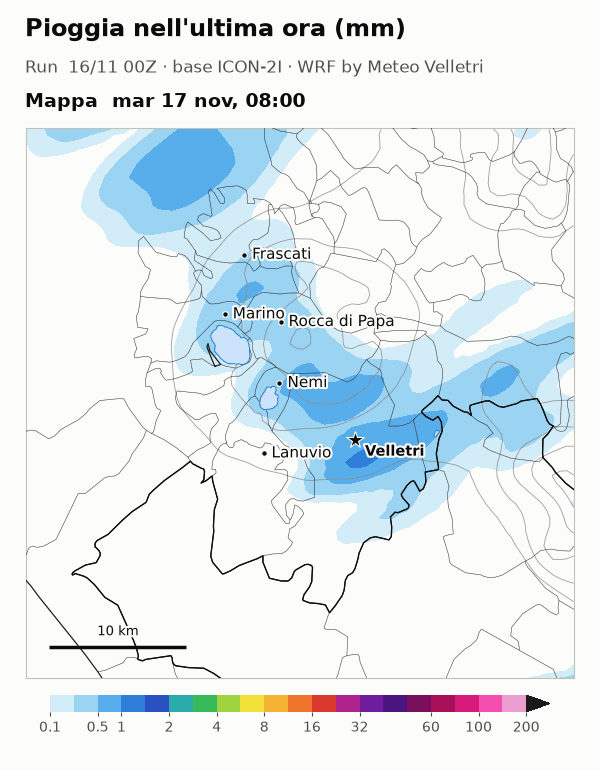 Pioggia nell'ultima ora (mm)
Run  16/11 00Z · base ICON-2I · WRF by Meteo Velletri
Mappa  mar 17 nov, 08:00
Frascati
Marino
Rocca di Papa
Nemi
Velletri
Lanuvio
10 km
0.1 0.5 1 2 4 8 16 32 60 100 200